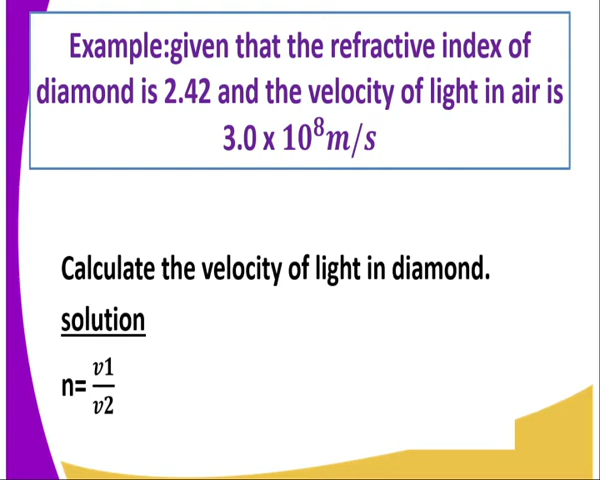 Example:given that the refractive index of
diamond is 2.42 and the velocity of light in air is
3.0 x 10⁸m/s
Calculate the velocity of light in diamond.
solution
n= v1/v2